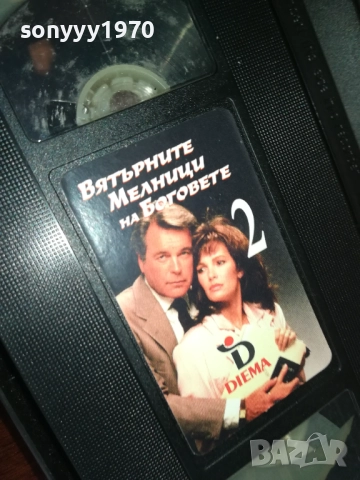 sonyyy1970
Вятърните
Мелници
на Боговете
2
DIEMA
BAZAR